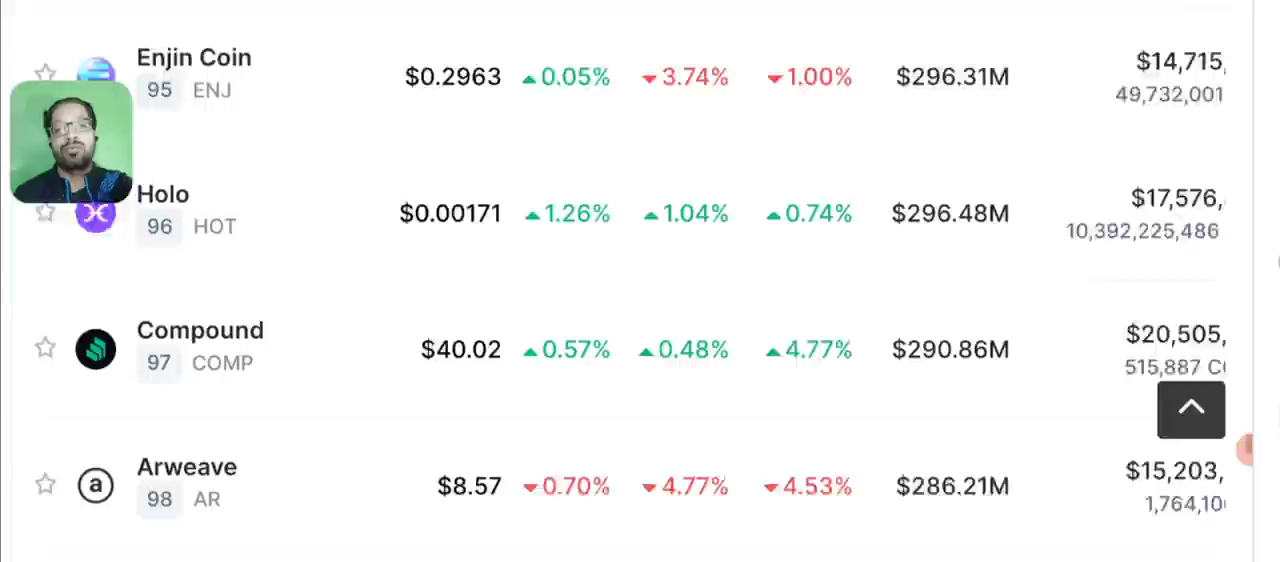 Enjin Coin
95 ENJ
$0.2963 ▲0.05% ▼3.74% ▼1.00% $296.31M $14,715,
49,732,001
Holo
96 HOT
$0.00171 ▲1.26% ▲1.04% ▲0.74% $296.48M $17,576,
10,392,225,486
Compound
97 COMP
$40.02 ▲0.57% ▲0.48% ▲4.77% $290.86M $20,505,
515,887
Arweave
98 AR
a
$8.57 ▼0.70% ▼4.77% ▼4.53% $286.21M $15,203,
1,764,10